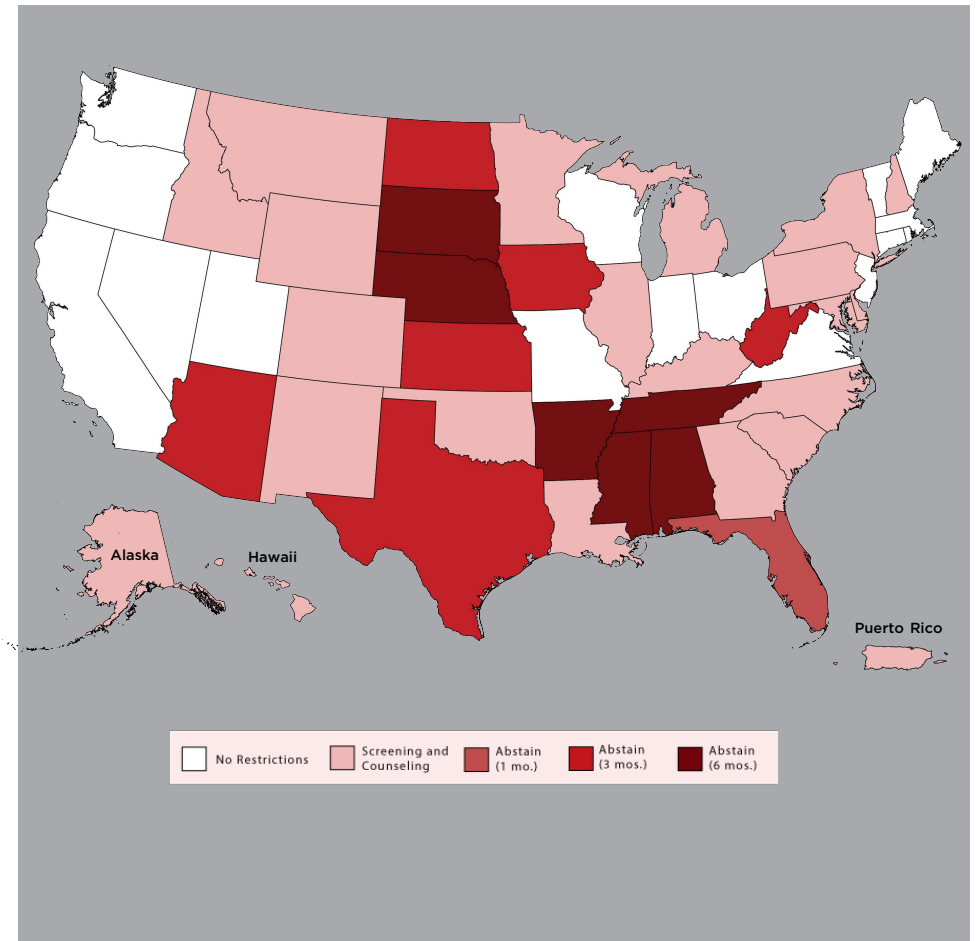 Alaska
Hawaii
Puerto Rico
No Restrictions
Screening and
Counseling
Abstain
(1 mo.)
Abstain
(3 mos.)
Abstain
(6 mos.)